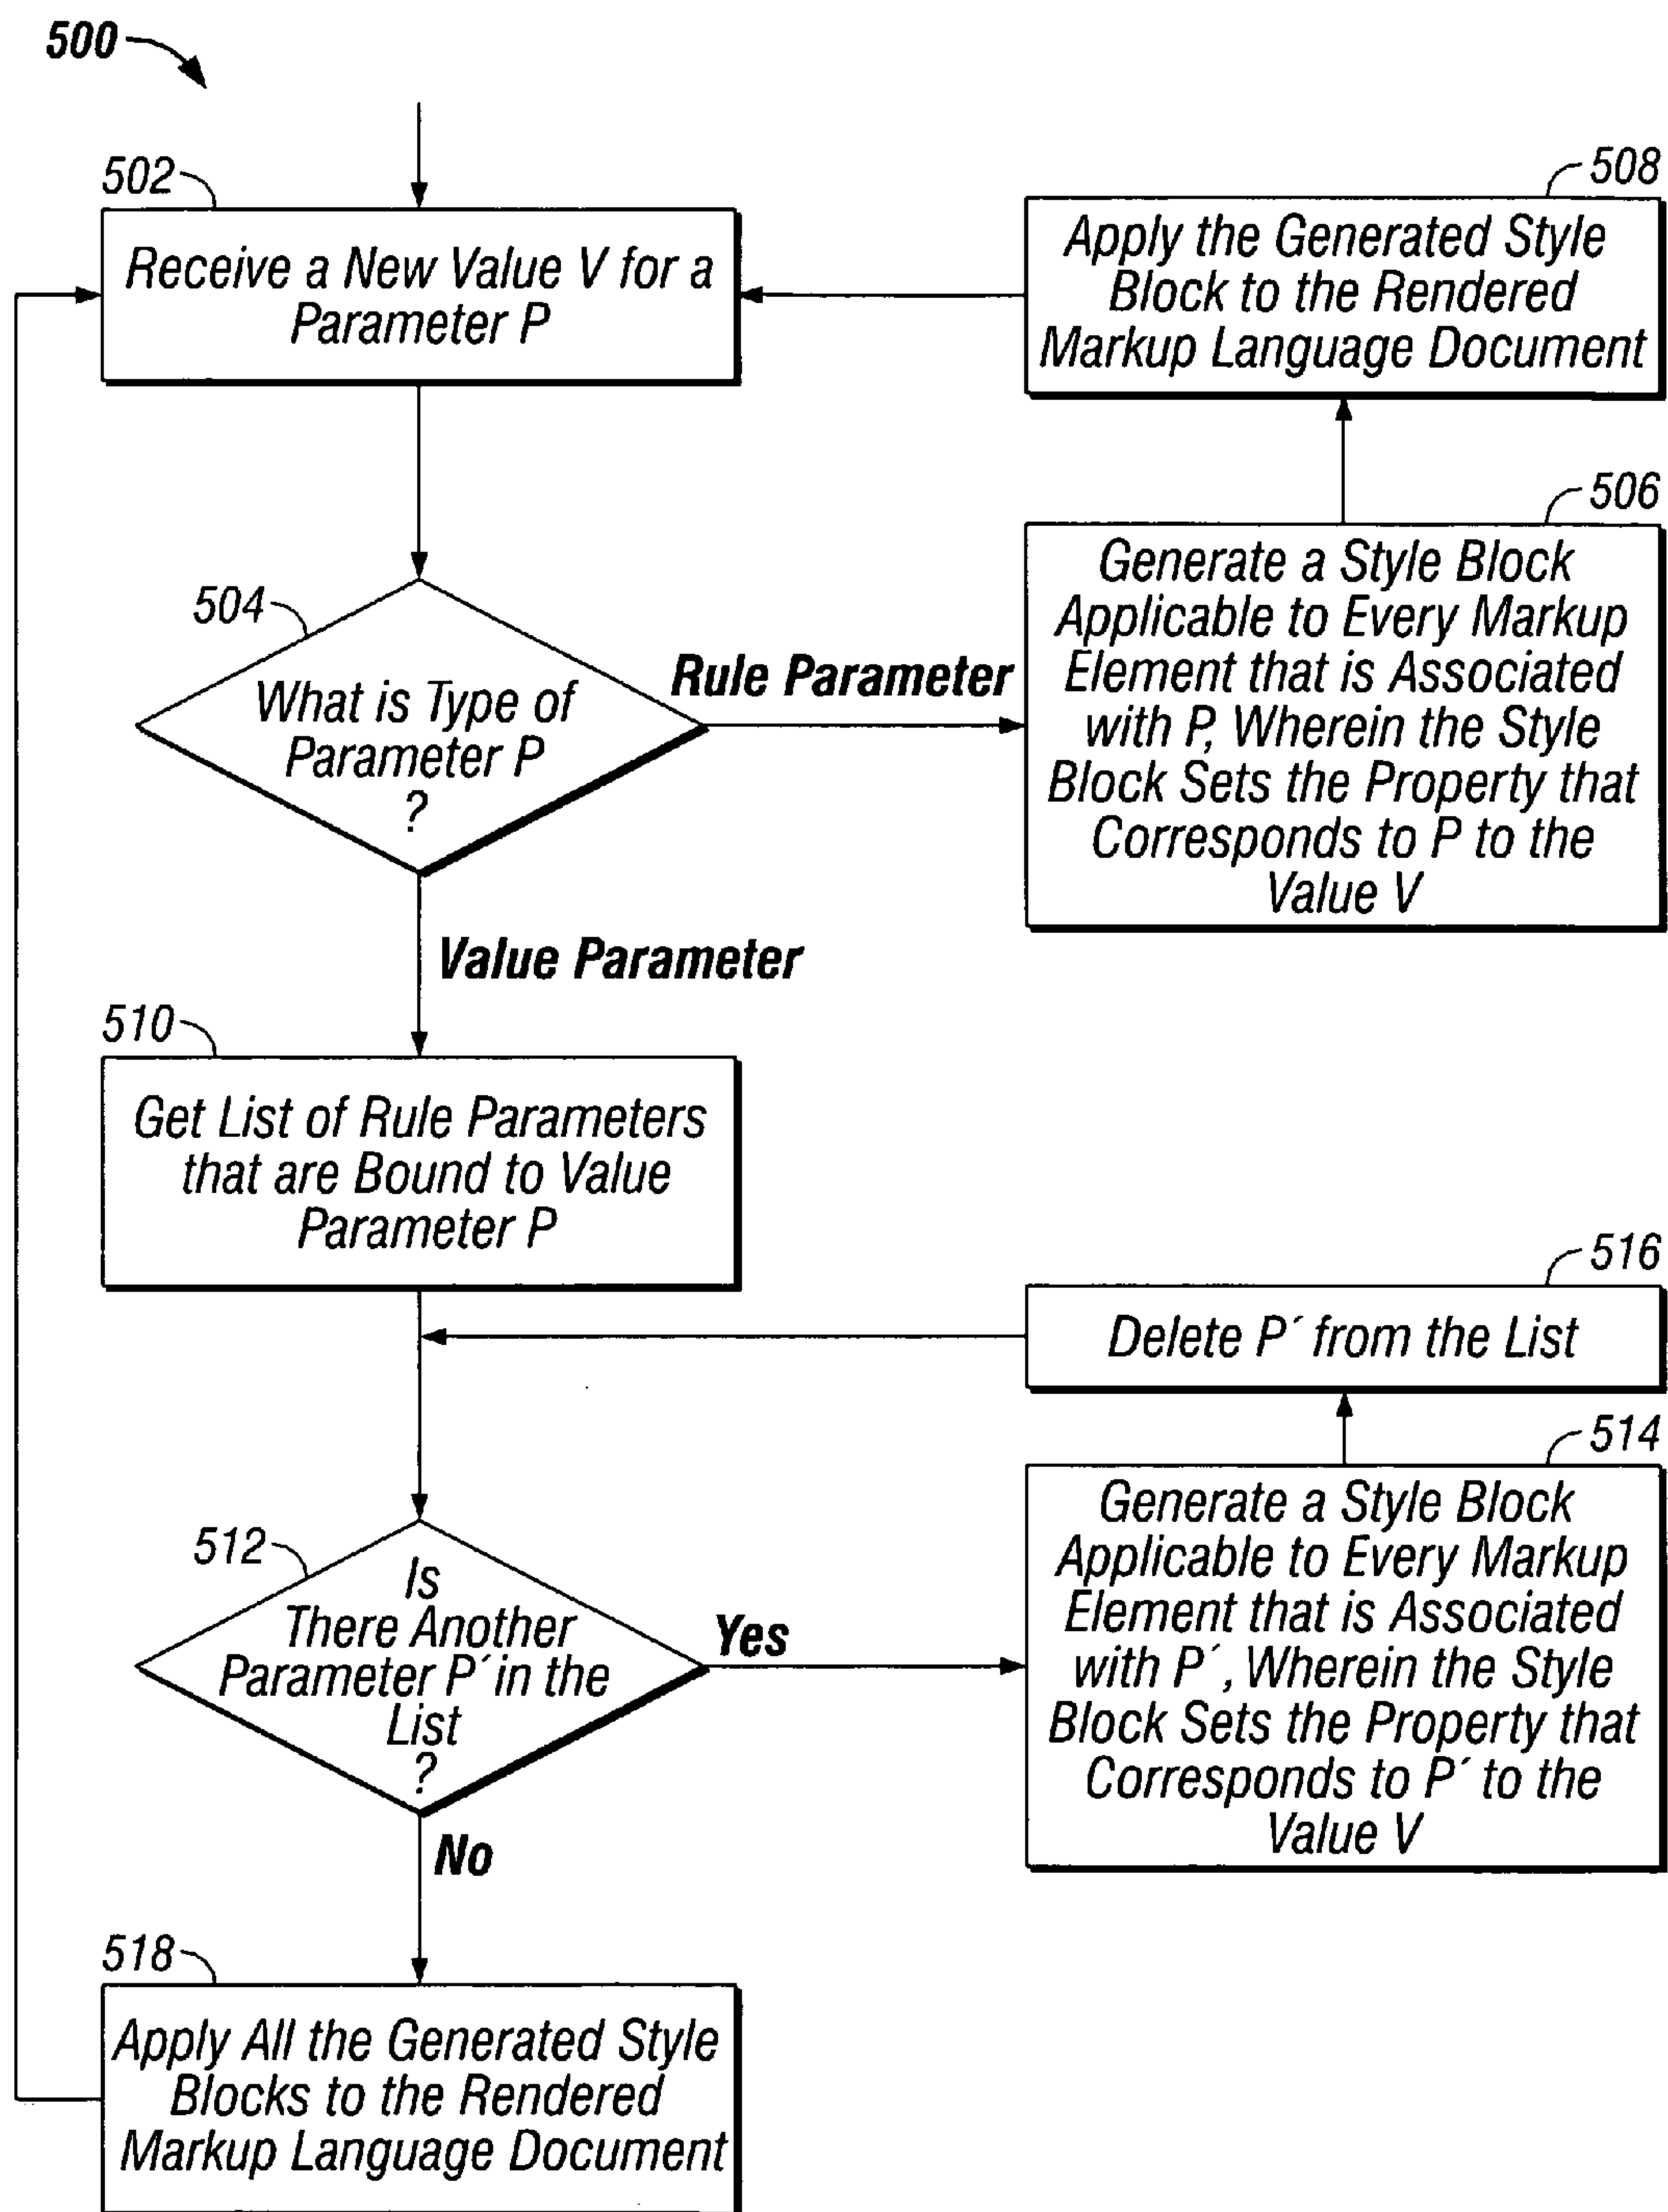 500
502
Receive a New Value V for a
Parameter P
508
Apply the Generated Style
Block to the Rendered
Markup Language Document
504
What is Type of
Parameter P
?
Rule Parameter
506
Generate a Style Block
Applicable to Every Markup
Element that is Associated
with P, Wherein the Style
Block Sets the Property that
Corresponds to P to the
Value V
Value Parameter
510
Get List of Rule Parameters
that are Bound to Value
Parameter P
516
Delete P´ from the List
512
Is
There Another
Parameter P´ in the
List
?
Yes
514
Generate a Style Block
Applicable to Every Markup
Element that is Associated
with P´, Wherein the Style
Block Sets the Property that
Corresponds to P´ to the
Value V
No
518
Apply All the Generated Style
Blocks to the Rendered
Markup Language Document